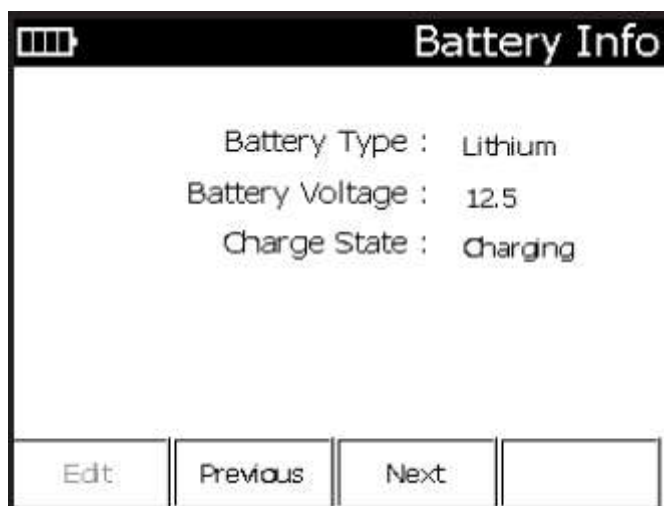 Battery Info
Battery Type : Lithium
Battery Voltage : 12.5
Charge State : Charging
Edit Previous Next